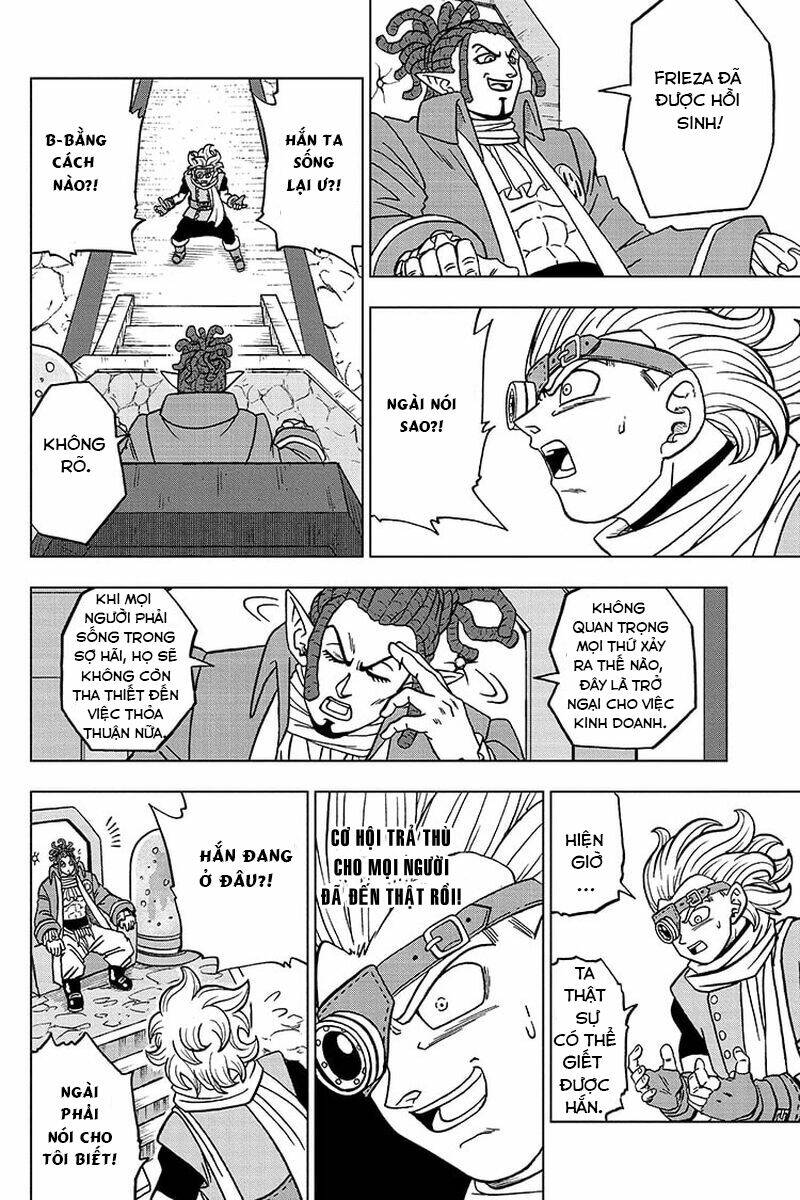 FRIEZA ĐÃ
ĐƯỢC HỒI
SINH!
NGÀI NÓI
SAO?!
HẮN TA
SỐNG
LẠI Ư?!
B-BẰNG
CÁCH
NÀO?!
KHÔNG
RÕ.
KHÔNG
QUAN TRỌNG
MỌI THỨ XẢY
RA THẾ NÀO,
ĐÂY LÀ TRỞ
NGẠI CHO VIỆC
KINH DOANH.
KHI MỌI
NGƯỜI PHẢI
SỐNG TRONG
SỢ HÃI, HỌ SẼ
KHÔNG CÒN
THA THIẾT ĐẾN
VIỆC THỎA
THUẬN NỮA.
HIỆN
GIỜ
...
TA
THẬT
SỰ
CÓ THỂ
GIẾT
ĐƯỢC
HẮN.
CƠ HỘI TRẢ THÙ
CHO MỌI NGƯỜI
ĐÃ ĐẾN THẬT RỒI!
HẮN ĐANG
Ở ĐÂU?!
NGÀI
PHẢI
NÓI CHO
TÔI BIẾT!